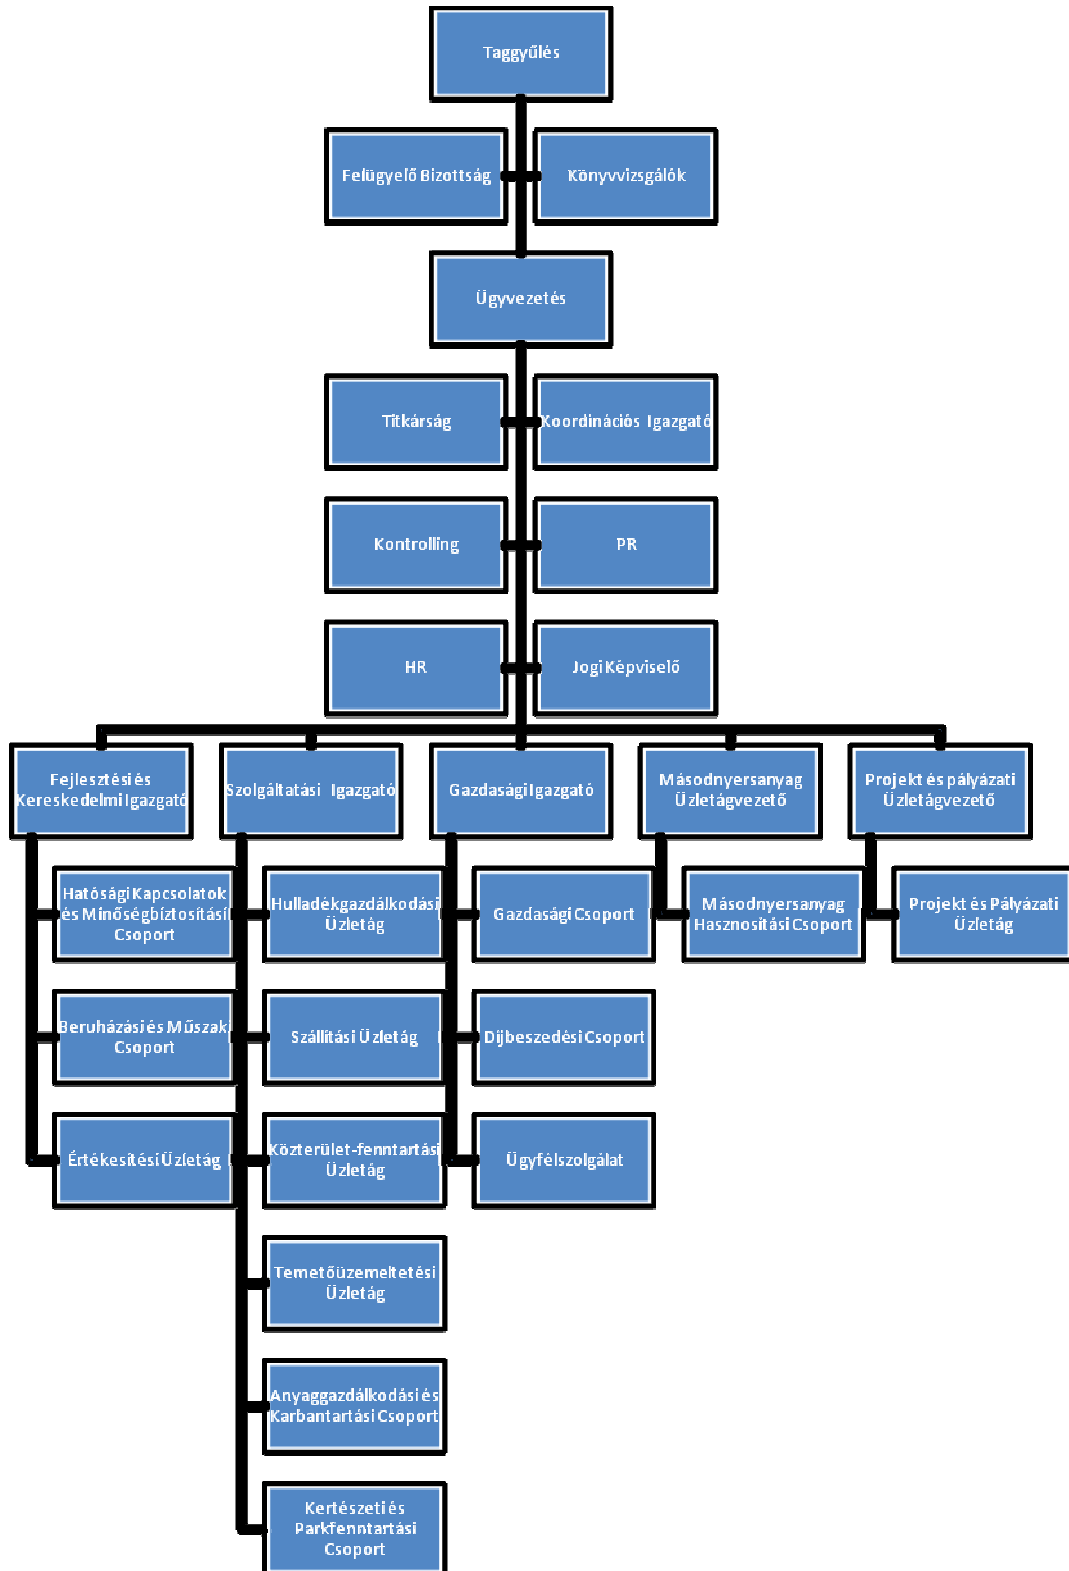 Taggyűlés
Felügyelő Bizottság
Könyvvizsgálók
Ügyvezetés
Titkárság
Koordinációs Igazgató
Kontrolling
PR
HR
Jogi Képviselő
Fejlesztési és
Kereskedelmi Igazgató
Szolgáltatási Igazgató
Gazdasági Igazgató
Másodnyersanyag
Üzletágvezető
Projekt és pályázati
Üzletágvezető
Hatósági Kapcsolatok
és Minőségbiztosítási
Csoport
Hulladékgazdálkodási
Üzletág
Gazdasági Csoport
Másodnyersanyag
Hasznosítási Csoport
Projekt és Pályázati
Üzletág
Beruházási és Műszak
Csoport
Szállítási Üzletág
Díjbeszedési Csoport
Értékesítési Üzletág
Közterület-fenntartási
Üzletág
Ügyfélszolgálat
Temetőüzemeltetési
Üzletág
Anyaggazdálkodási és
Karbantartási Csoport
Kertészeti és
Parkfenntartási
Csoport